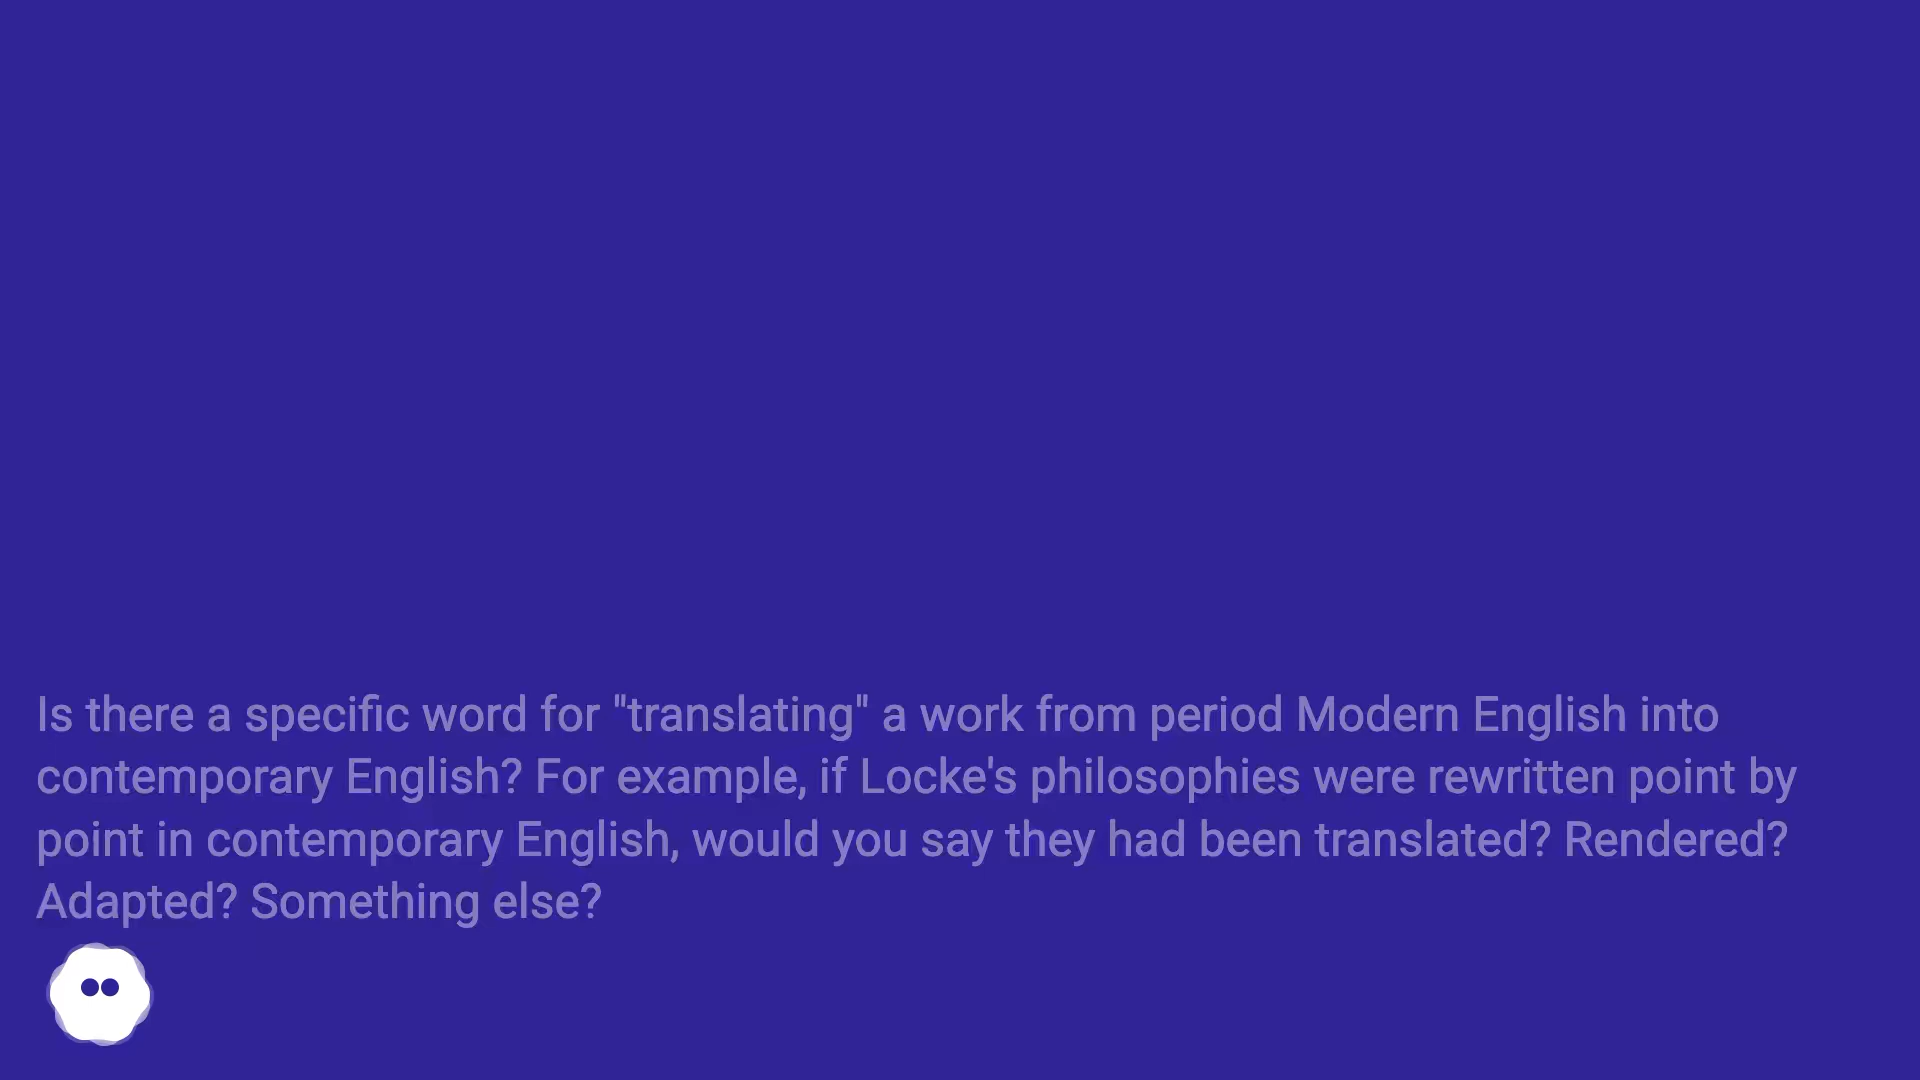 Is there a specific word for "translating" a work from period Modern English into
contemporary English? For example, if Locke's philosophies were rewritten point by
point in contemporary English, would you say they had been translated? Rendered?
Adapted? Something else?